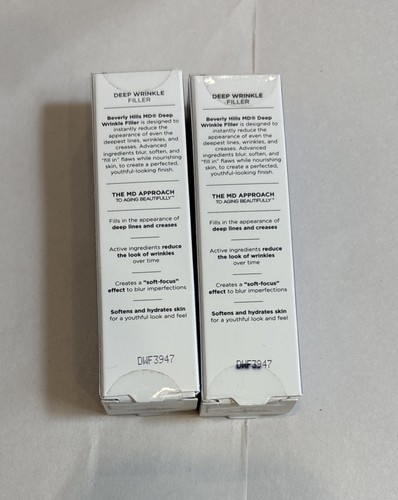 DEEP WRINKLE
FILLER
Beverly Hills MD® Deep
Wrinkle Filler is designed to
instantly reduce the
appearance of even the
deepest lines, wrinkles, and
creases. Advanced
ingredients blur, soften, and
"fill in" flaws while nourishing
skin, to create a perfected,
youthful-looking finish.
THE MD APPROACH
TO AGING BEAUTIFULLY™
Fills in the appearance of
deep lines and creases
Active ingredients reduce
the look of wrinkles
over time
Creates a "soft-focus"
effect to blur imperfections
Softens and hydrates skin
for a youthful look and feel
DWF3947
DEEP WRINKLE
FILLER
Beverly Hills MD® Deep
Wrinkle Filler is designed to
instantly reduce the
appearance of even the
deepest lines, wrinkles, and
creases. Advanced
ingredients blur, soften, and
"fill in" flaws while nourishing
skin, to create a perfected,
youthful-looking finish.
THE MD APPROACH
TO AGING BEAUTIFULLY™
Fills in the appearance of
deep lines and creases
Active ingredients reduce
the look of wrinkles
over time
Creates a "soft-focus"
effect to blur imperfections
Softens and hydrates skin
for a youthful look and feel
DWF3947